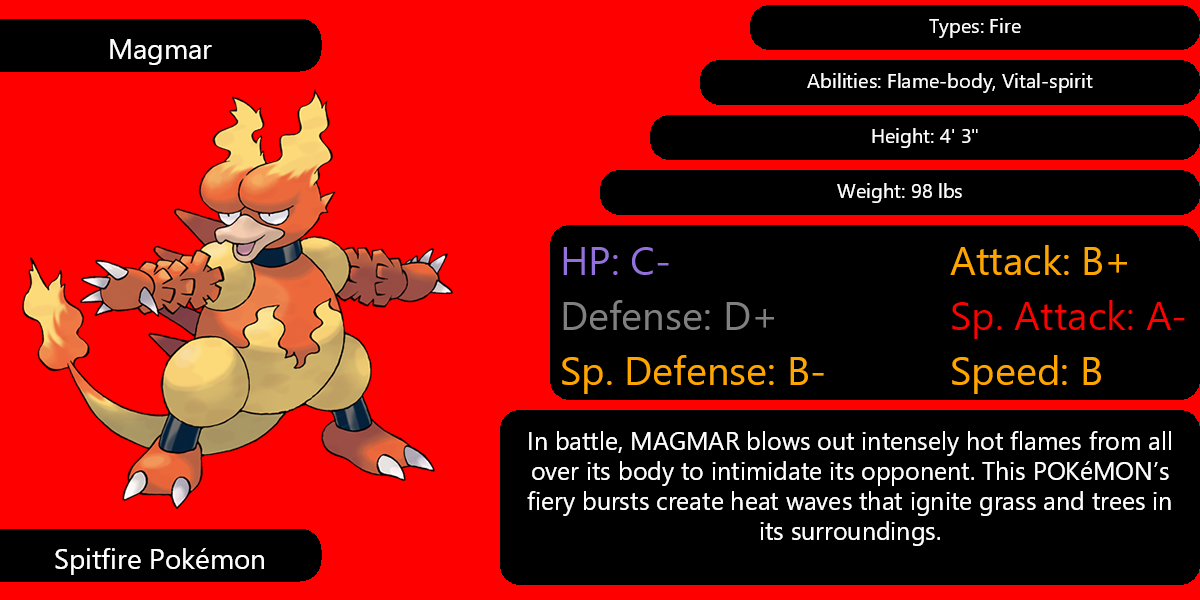 Magmar
Types: Fire
Abilities: Flame-body, Vital-spirit
Height: 4' 3"
Weight: 98 lbs
HP: C-
Attack: B+
Defense: D+
Sp. Attack: A-
Sp. Defense: B-
Speed: B
In battle, MAGMAR blows out intensely hot flames from all
over its body to intimidate its opponent. This POKéMON’s
fiery bursts create heat waves that ignite grass and trees in
its surroundings.
Spitfire Pokémon